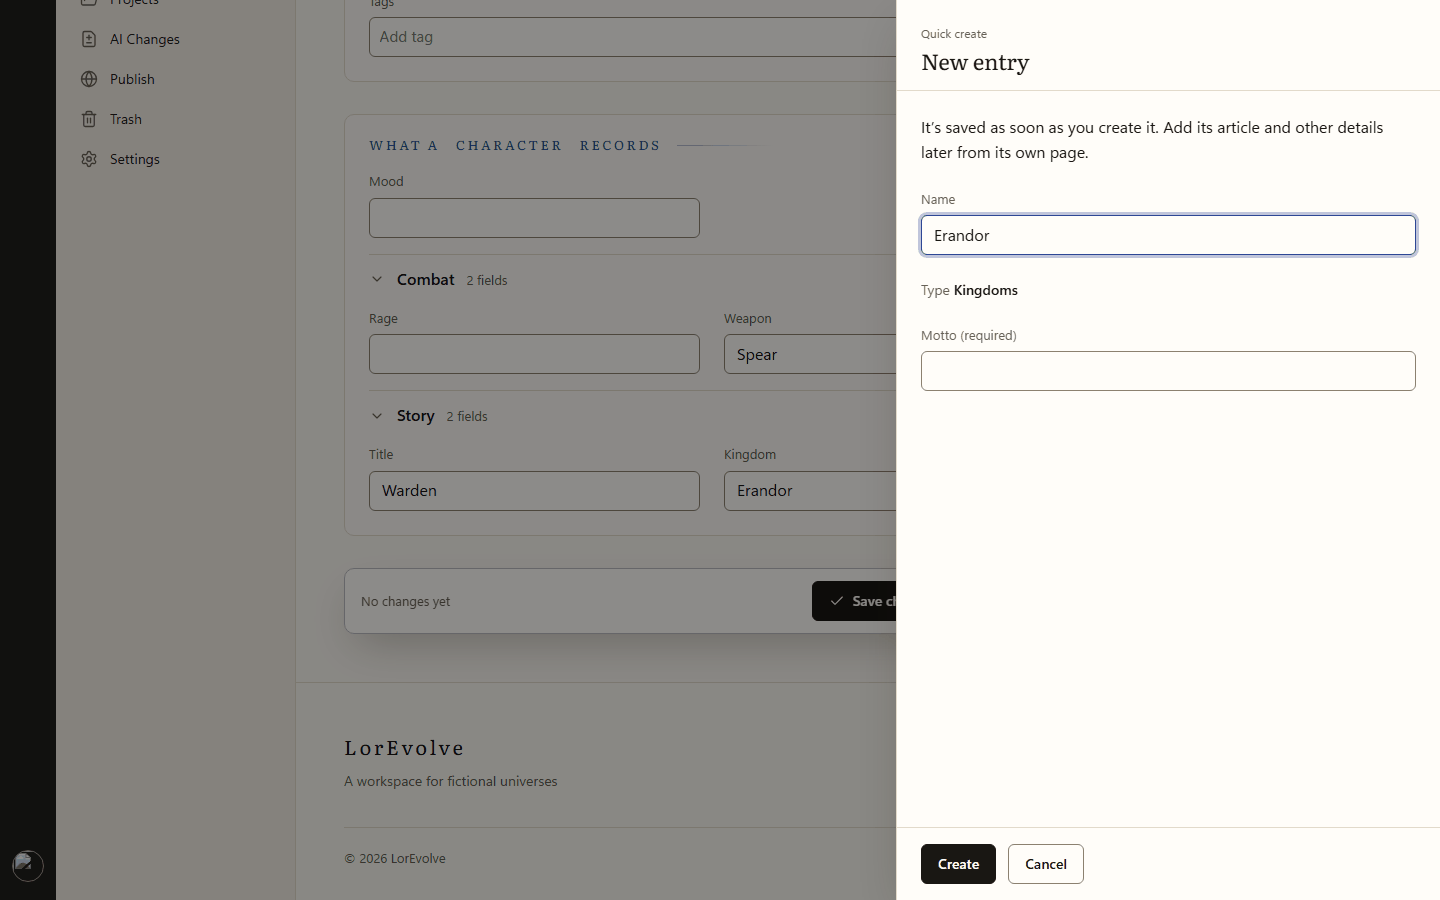 Projects
AI Changes
Publish
Trash
Settings
Tags
Add tag
WHAT A CHARACTER RECORDS
Mood
Combat 2 fields
Rage Weapon
Spear
Story 2 fields
Title Kingdom
Warden Erandor
No changes yet
Save
LorEvolve
A workspace for fictional universes
© 2026 LorEvolve
Quick create
New entry
It’s saved as soon as you create it. Add its article and other details
later from its own page.
Name
Erandor
Type Kingdoms
Motto (required)
Create Cancel